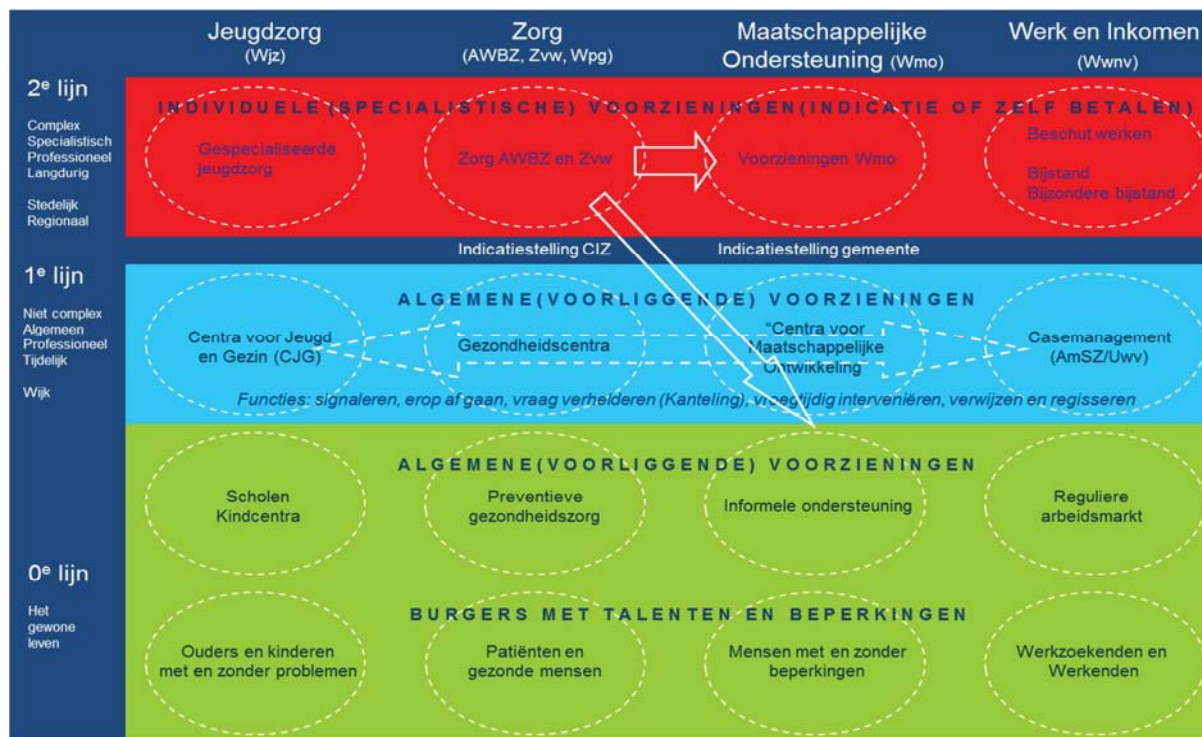 Jeugdzorg
(Wjz)
Zorg
(AWBZ, Zvw, Wpg)
Maatschappelijke
Ondersteuning (Wmo)
Werk en Inkomen
(Wwnv)
2e lijn
Complex
Specialistisch
Professioneel
Langdurig
Stedelijk
Regionaal
INDIVIDUELE (SPECIALISTISCHE) VOORZIENINGEN(INDICATIE OF ZELF BETALEN)
Gespecialiseerde
jeugdzorg
Zorg AWBZ en Zvw
Voorzieningen Wmo
Beschut werken
Bijstand
Bijzondere bijstand
Indicatiestelling CIZ
Indicatiestelling gemeente
1e lijn
Niet complex
Algemeen
Professioneel
Tijdelijk
Wijk
ALGEMENE(VOORLIGGENDE) VOORZIENINGEN
Centra voor Jeugd
en Gezin (CJG)
Gezondheidscentra
“Centra voor
Maatschappelijke
Ontwikkeling
Casemanagement
(AmSZ/Uwv)
Functies: signaleren, erop af gaan, vraag verhelderen (Kanteling), vroegtijdig interveniëren, verwijzen en regisseren
ALGEMENE(VOORLIGGENDE) VOORZIENINGEN
Scholen
Kindcentra
Preventieve
gezondheidszorg
Informele ondersteuning
Reguliere
arbeidsmarkt
0e lijn
Het
gewone
leven
BURGERS MET TALENTEN EN BEPERKINGEN
Ouders en kinderen
met en zonder problemen
Patiënten en
gezonde mensen
Mensen met en zonder
beperkingen
Werkzoekenden en
Werkenden